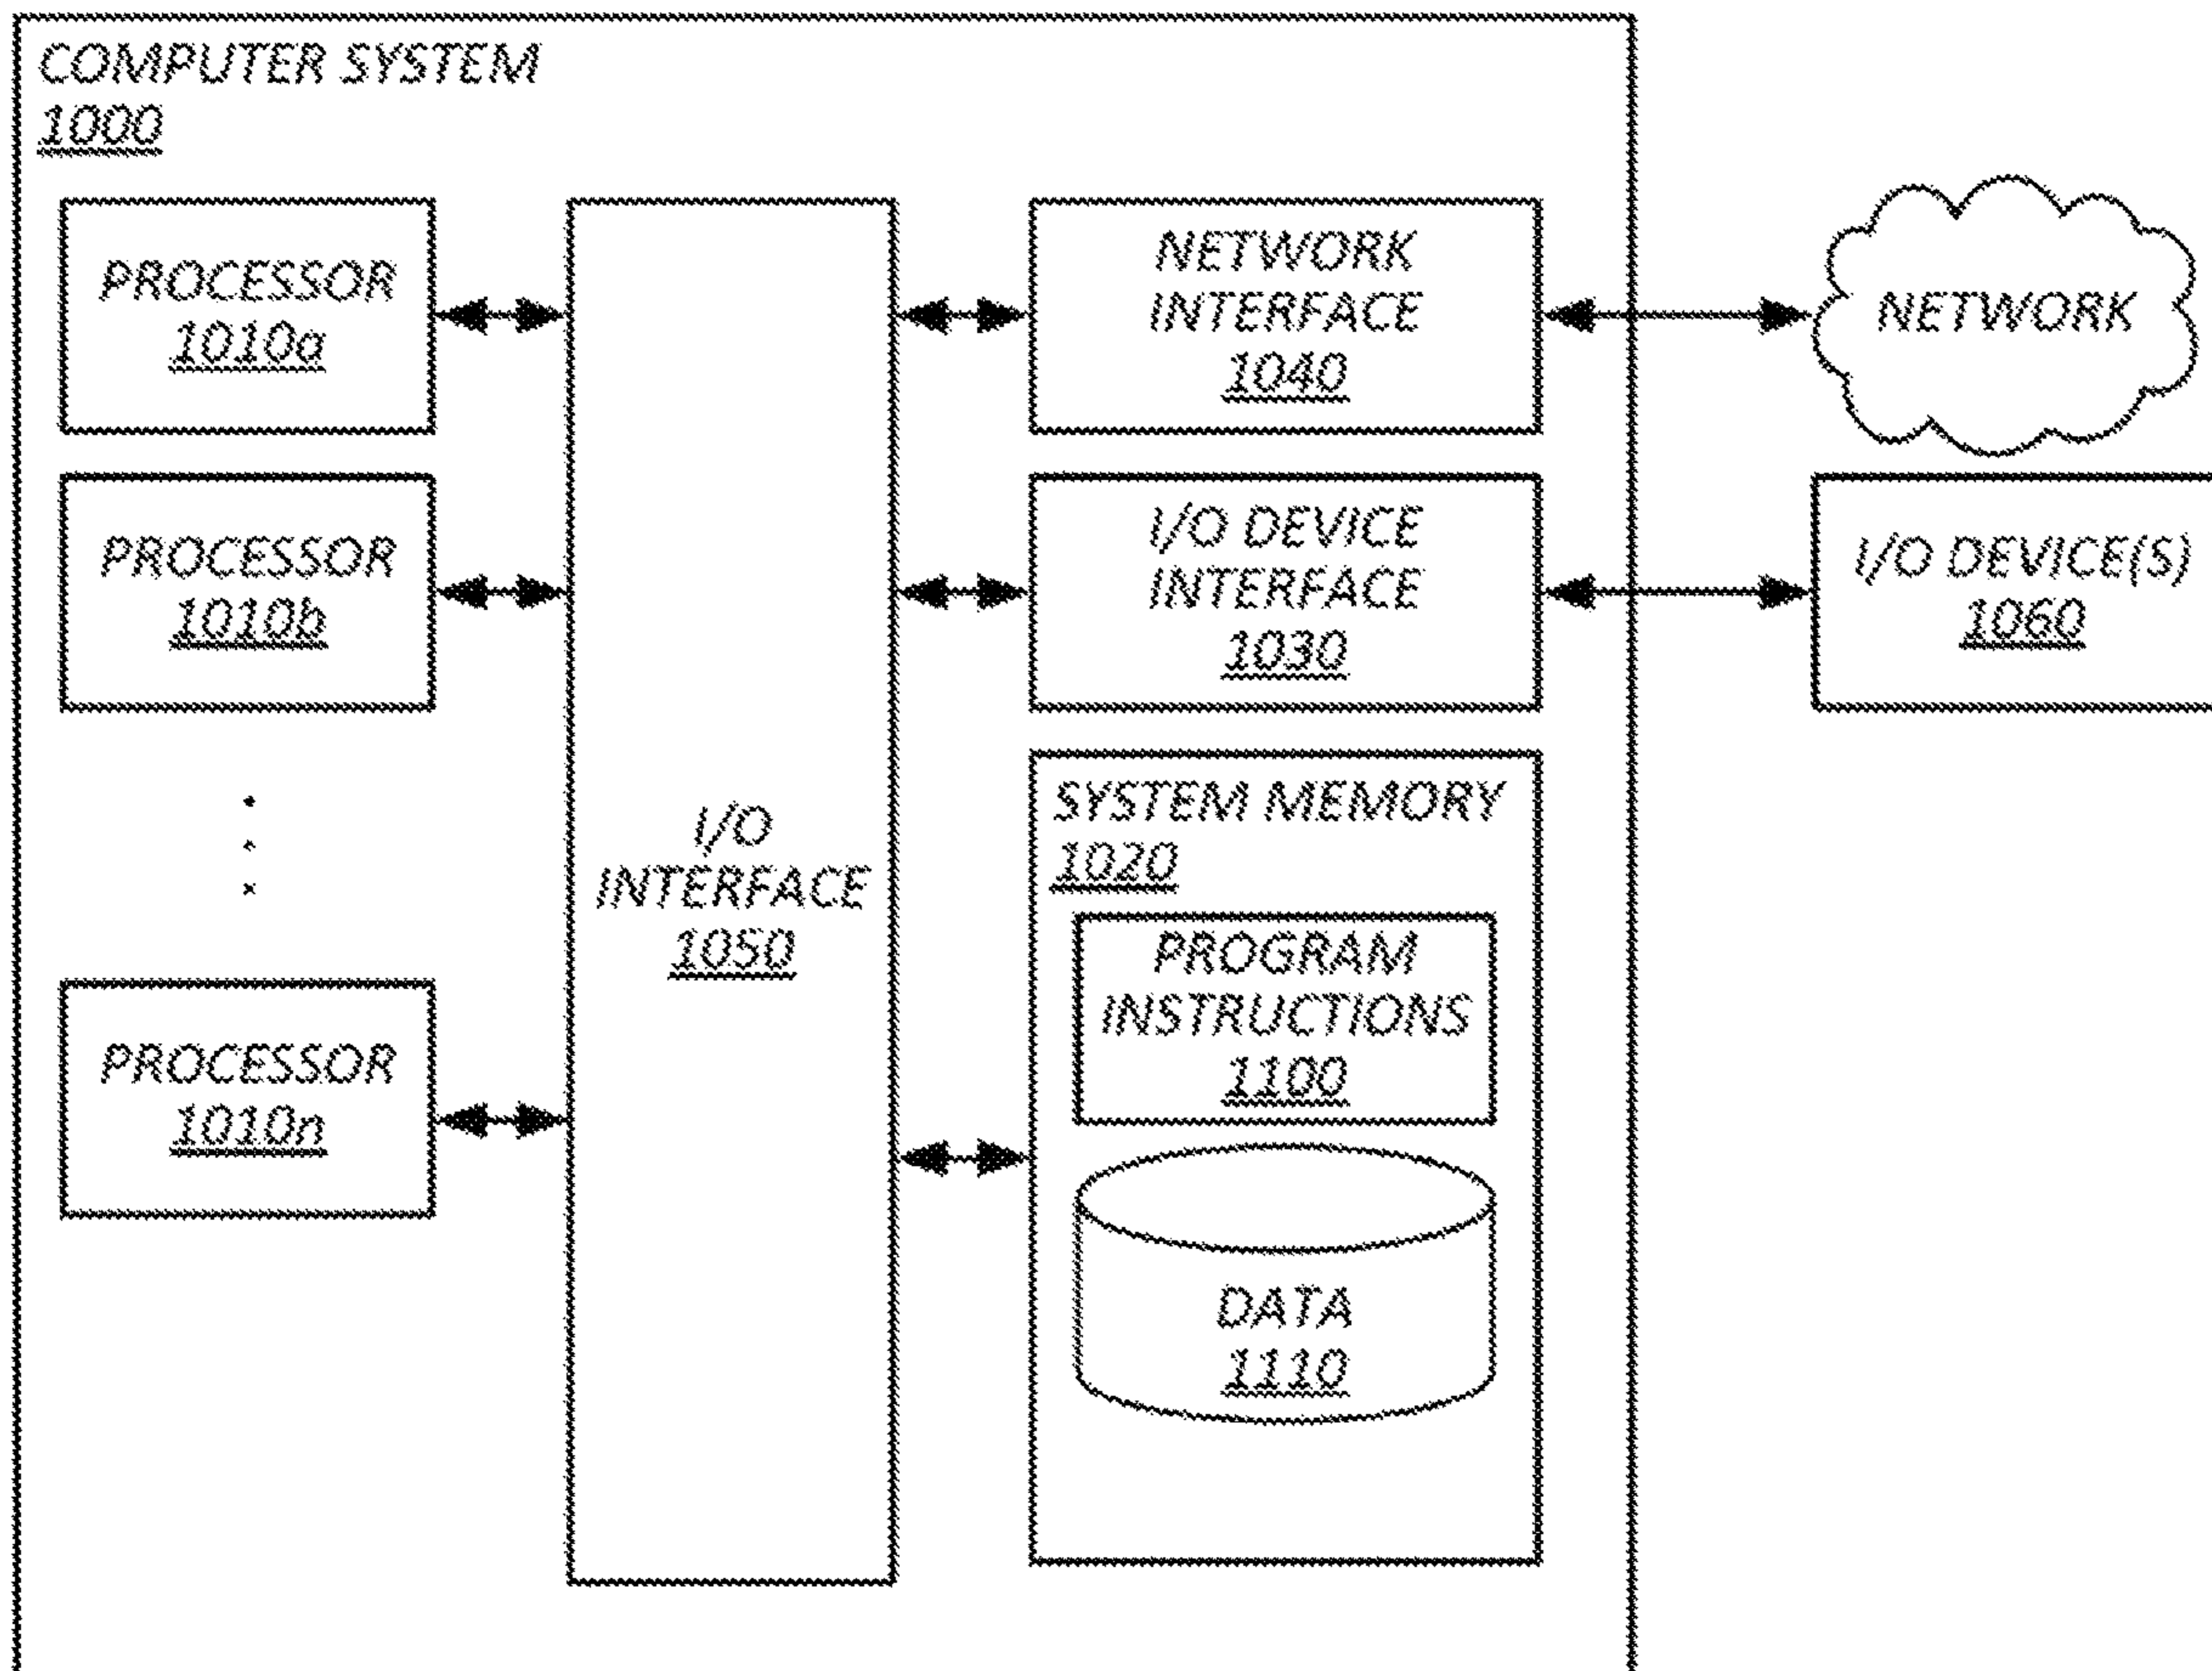 COMPUTER SYSTEM
1000
PROCESSOR
1010a
PROCESSOR
1010b
PROCESSOR
1010n
I/O
INTERFACE
1050
NETWORK
INTERFACE
1040
I/O DEVICE
INTERFACE
1030
SYSTEM MEMORY
1020
PROGRAM
INSTRUCTIONS
1100
DATA
1110
NETWORK
I/O DEVICE(S)
1060